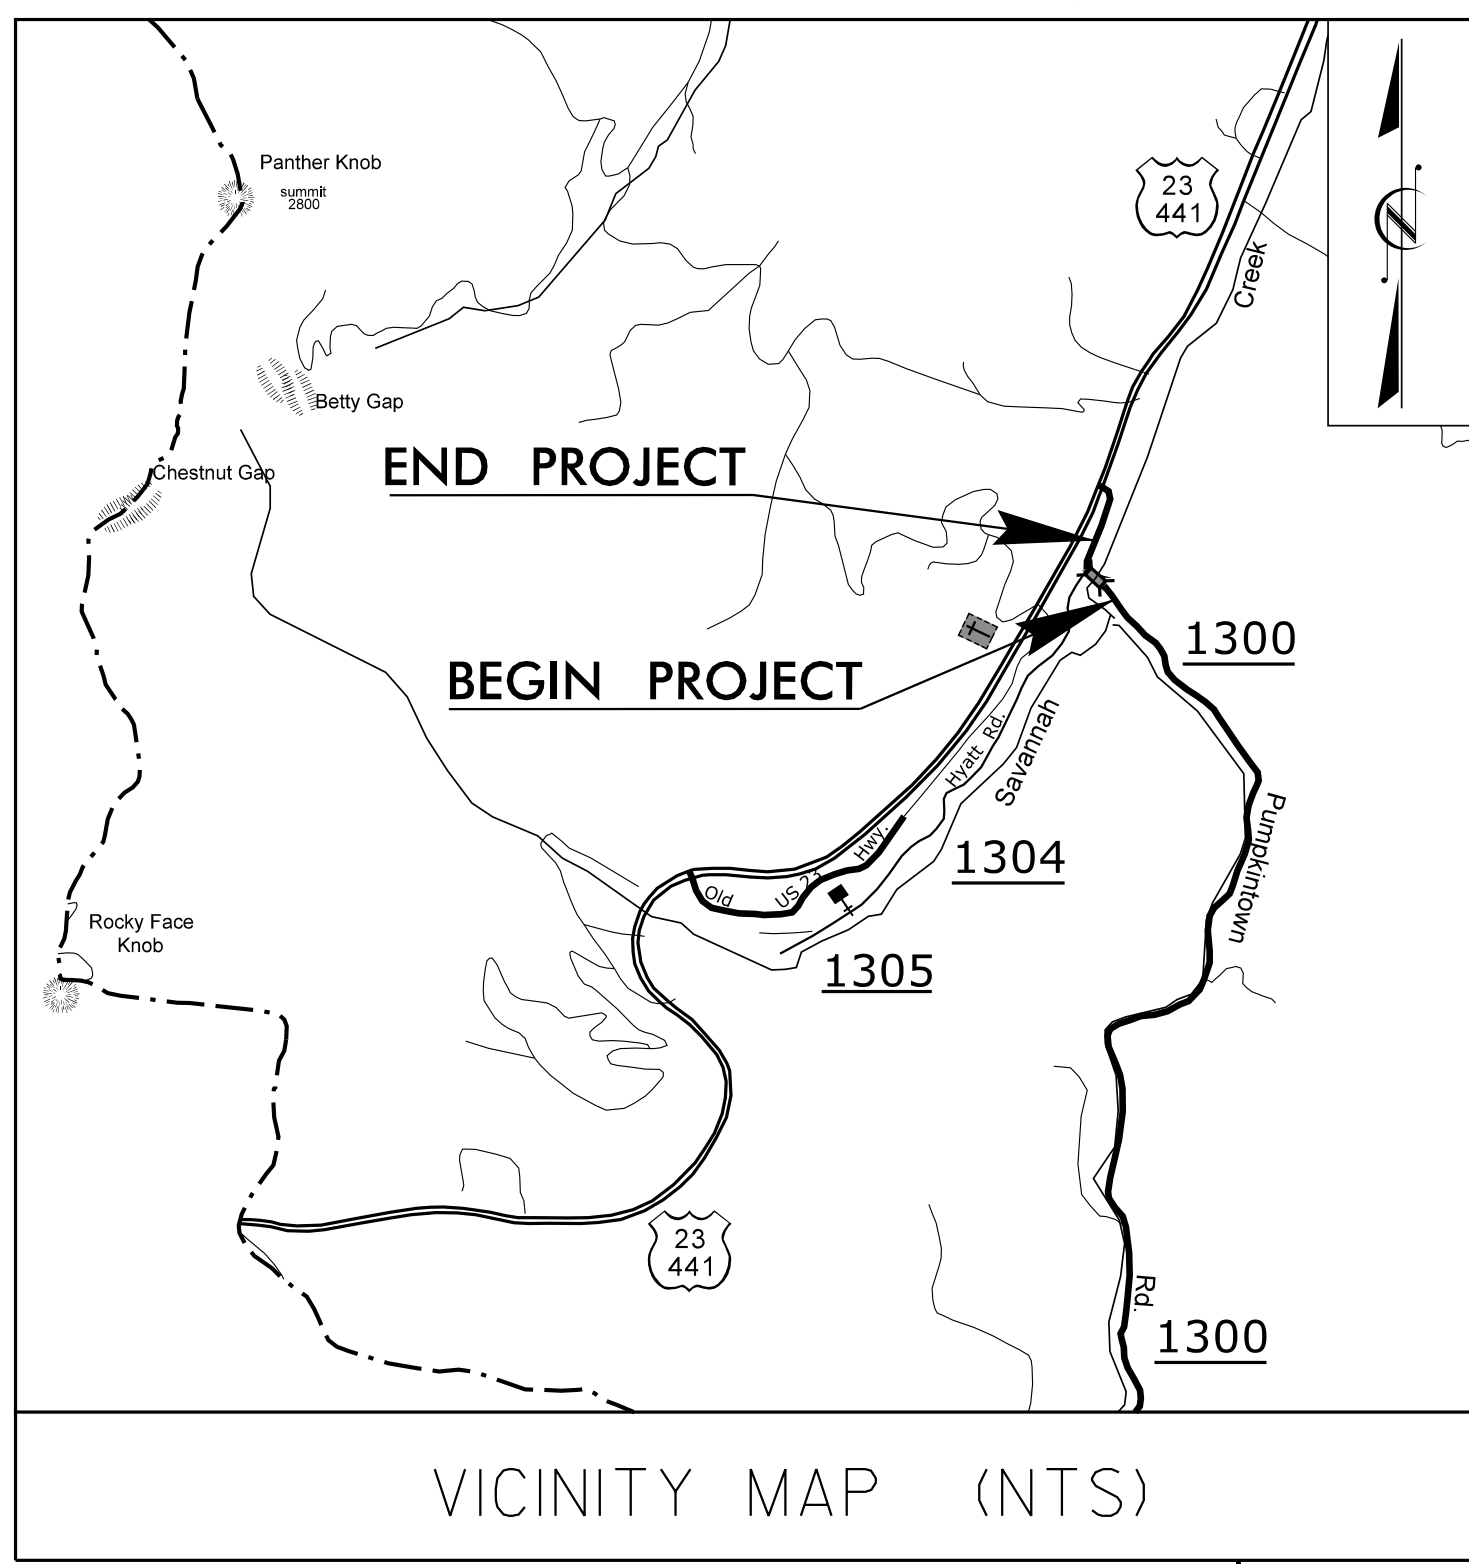 Panther Knob
summit
2800
23
441
Creek
Betty Gap
END PROJECT
Chestnut Gap
1300
BEGIN PROJECT
Hyatt Rd.
Savannah
Pumpkintown
Hwy.
1304
Old
US 23
Rocky Face
Knob
1305
23
441
Rd.
1300
VICINITY MAP (NTS)